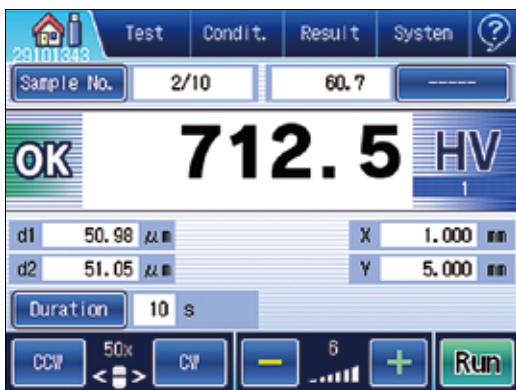 Test Condit. Result System ?
29101343
Sample No. 2/10 60.7 -----
OK 712.5 HV
1
d1 50.98 μm X 1.000 mm
d2 51.05 μm Y 5.000 mm
Duration 10 s
50x 6
CCW < > CW − + Run